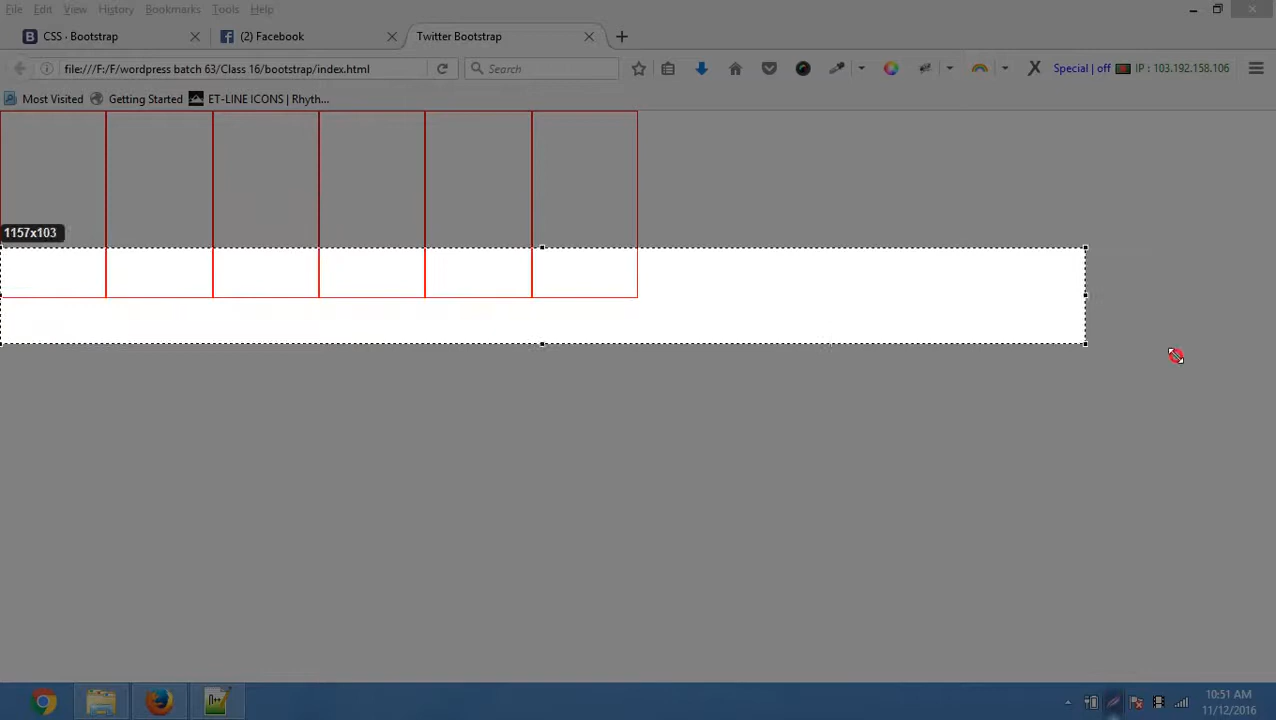 File Edit View History Bookmarks Tools Help
B CSS · Bootstrap
f (2) Facebook
Twitter Bootstrap
file:///F:/F/wordpress batch 63/Class 16/bootstrap/index.html
Search
X Special | off IP : 103.192.158.106
Most Visited Getting Started ET-LINE ICONS | Rhyth...
1157x103
10:51 AM
11/12/2016